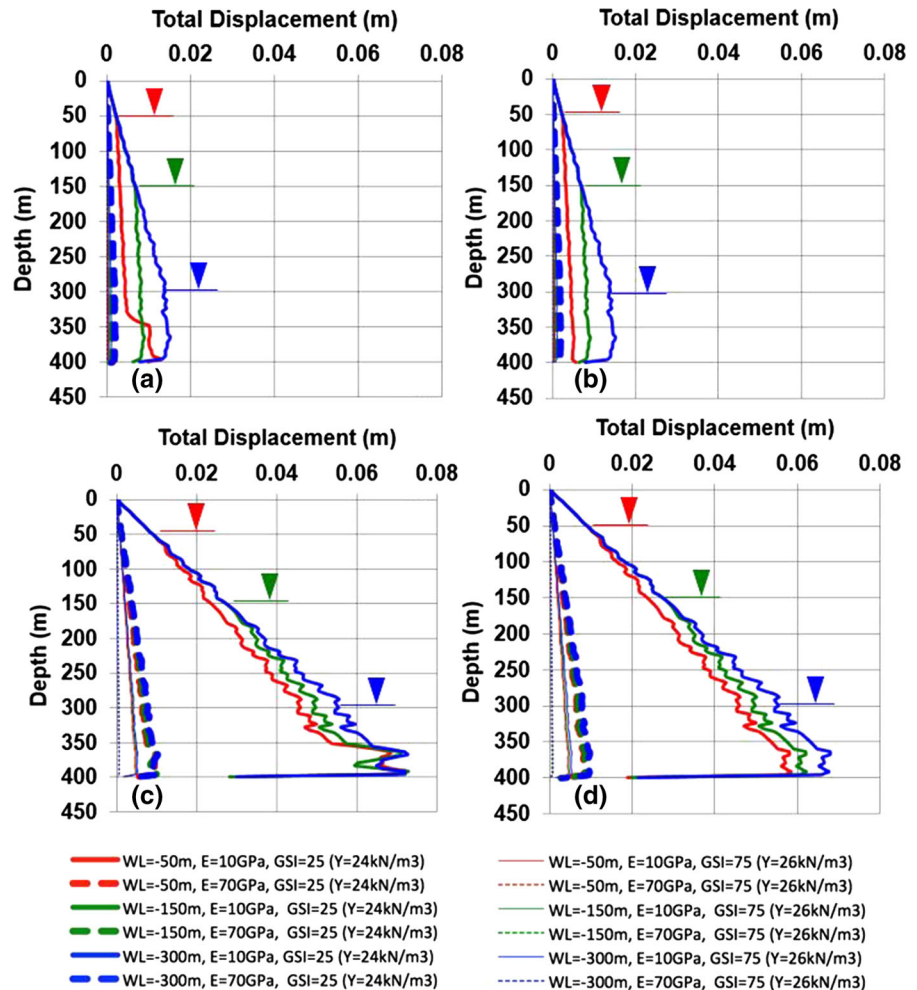 Total Displacement (m)
0 0.02 0.04 0.06 0.08
Depth (m)
0
50
100
150
200
250
300
350
400
450
(a)
Total Displacement (m)
0 0.02 0.04 0.06 0.08
Depth (m)
0
50
100
150
200
250
300
350
400
450
(b)
Total Displacement (m)
0 0.02 0.04 0.06 0.08
Depth (m)
0
50
100
150
200
250
300
350
400
450
(c)
Total Displacement (m)
0 0.02 0.04 0.06 0.08
Depth (m)
0
50
100
150
200
250
300
350
400
450
(d)
WL=-50m, E=10GPa, GSI=25 (Y=24kN/m3)
WL=-50m, E=70GPa, GSI=25 (Y=24kN/m3)
WL=-150m, E=10GPa, GSI=25 (Y=24kN/m3)
WL=-150m, E=70GPa, GSI=25 (Y=24kN/m3)
WL=-300m, E=10GPa, GSI=25 (Y=24kN/m3)
WL=-300m, E=70GPa, GSI=25 (Y=24kN/m3)
WL=-50m, E=10GPa, GSI=75 (Y=26kN/m3)
WL=-50m, E=70GPa, GSI=75 (Y=26kN/m3)
WL=-150m, E=10GPa, GSI=75 (Y=26kN/m3)
WL=-150m, E=70GPa, GSI=75 (Y=26kN/m3)
WL=-300m, E=10GPa, GSI=75 (Y=26kN/m3)
WL=-300m, E=70GPa, GSI=75 (Y=26kN/m3)